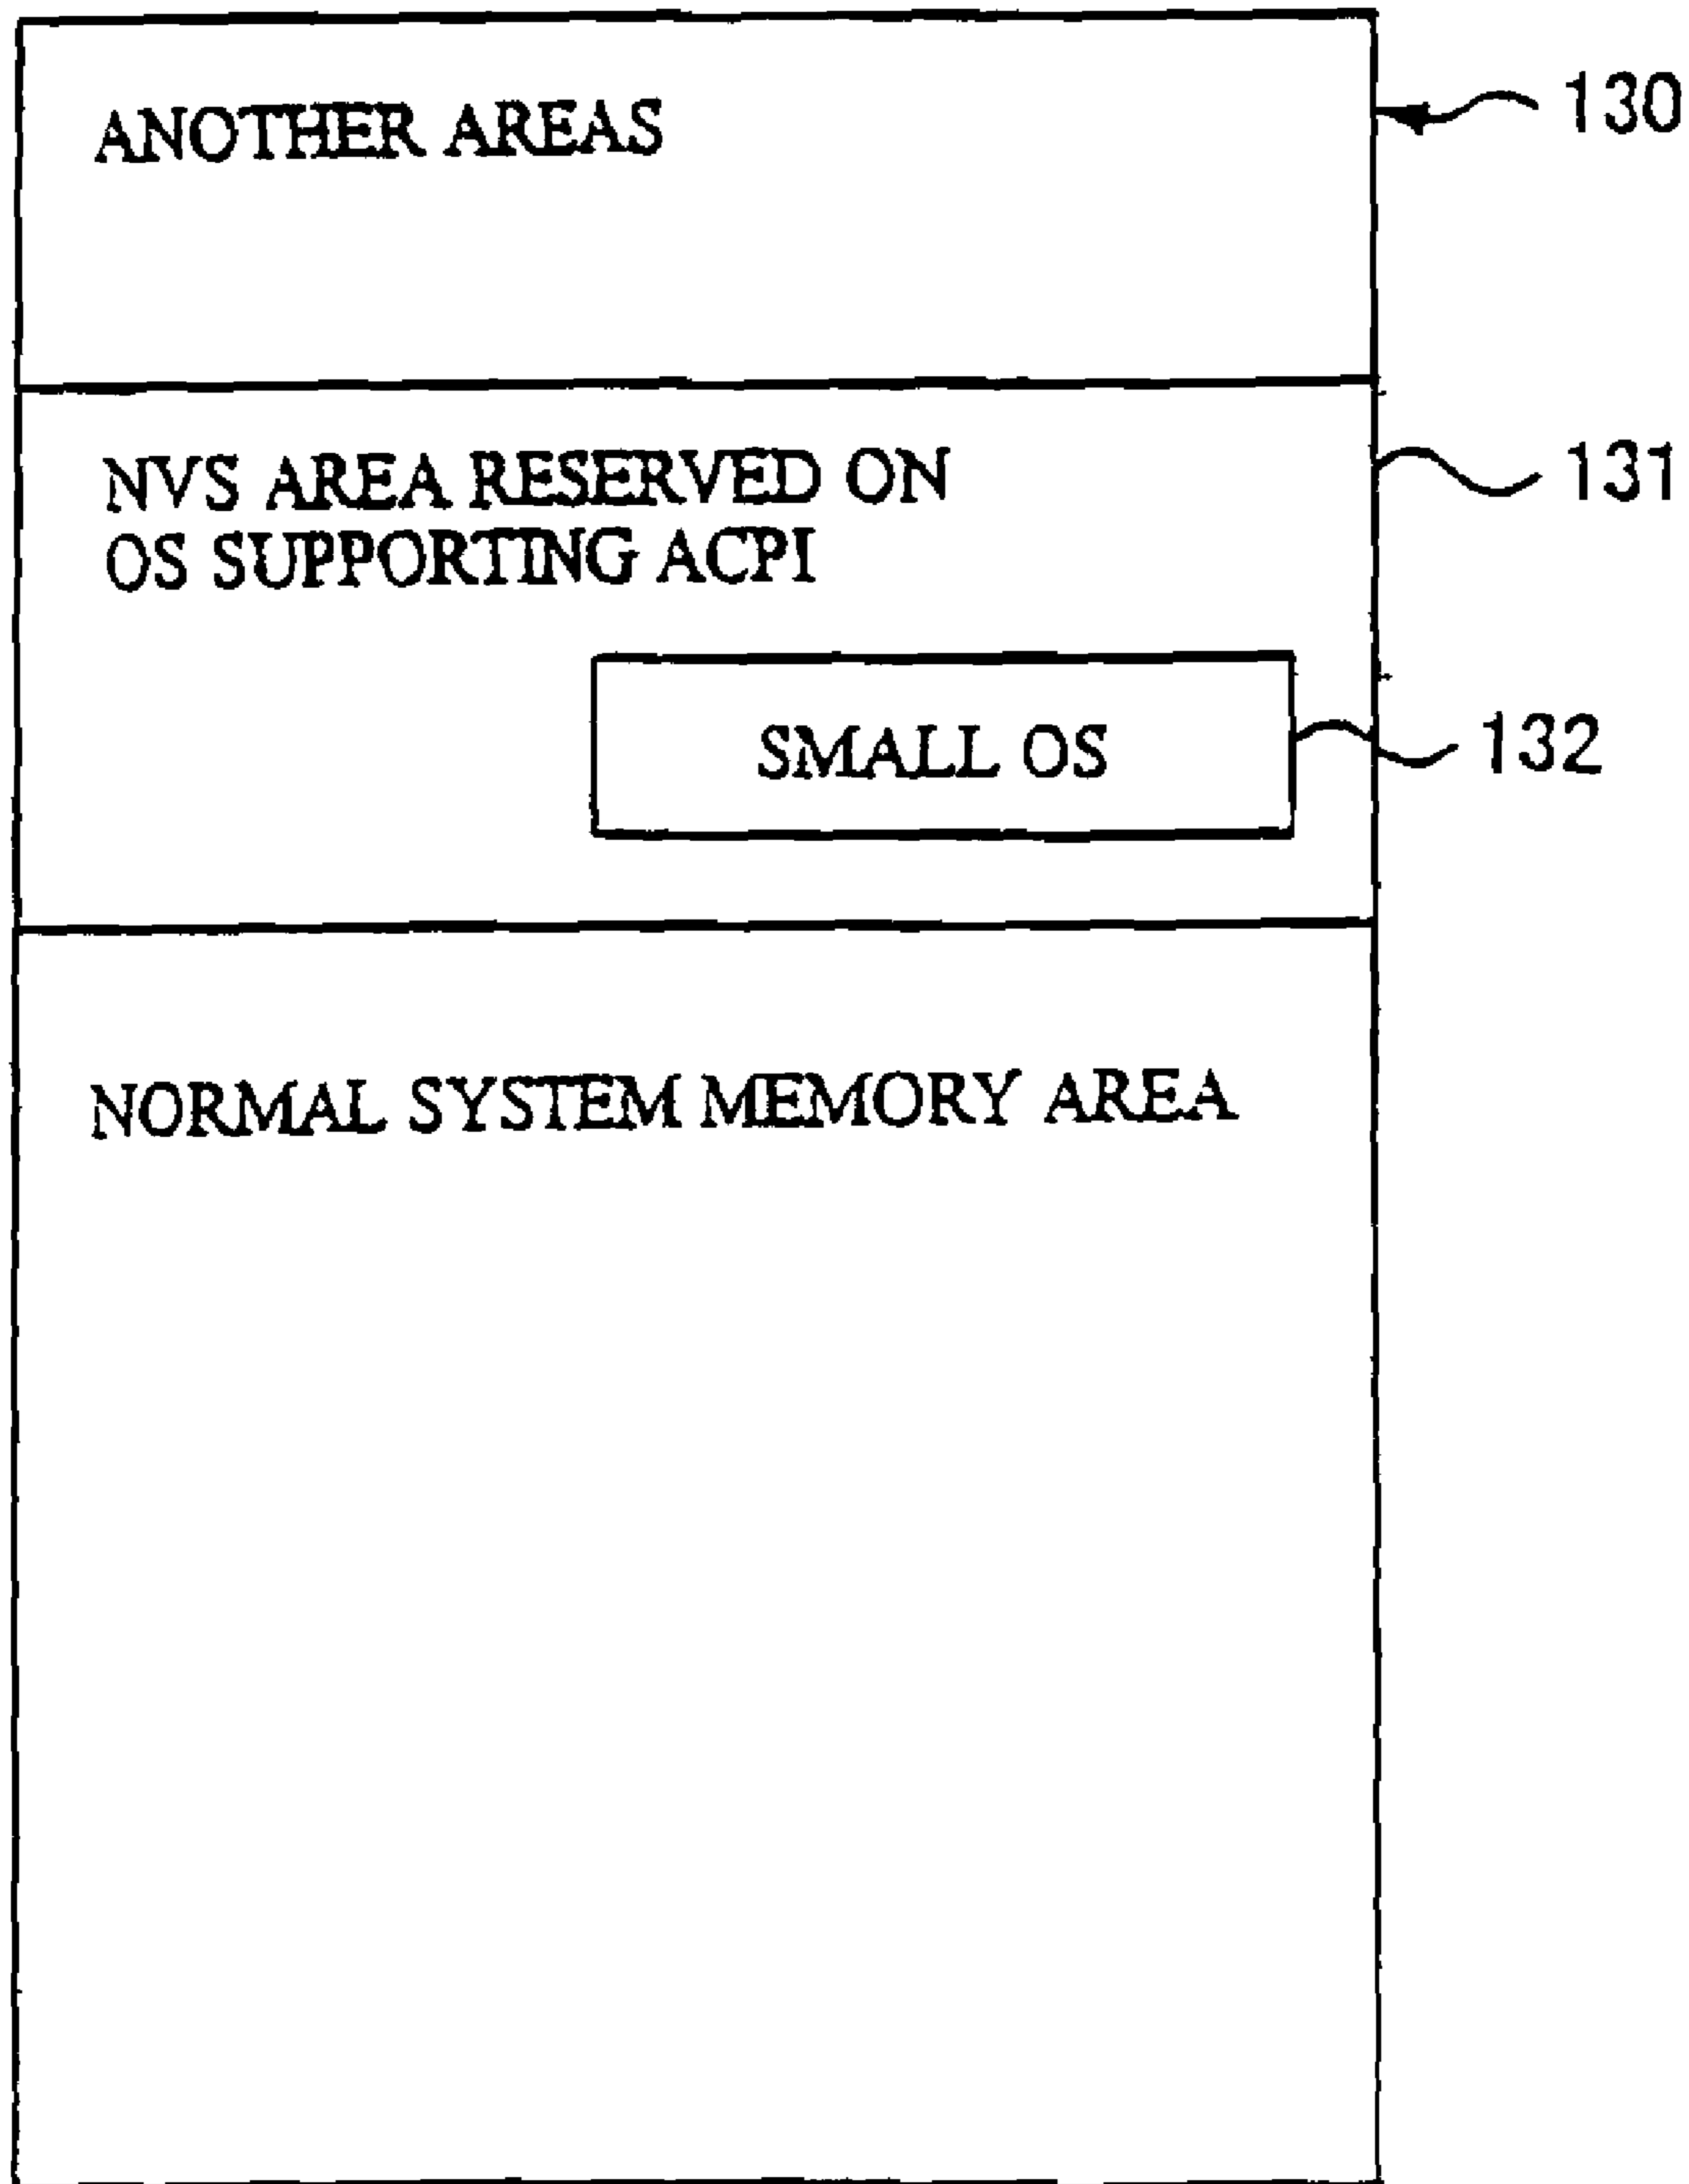 ANOTHER AREAS
130
NVS AREA RESERVED ON
OS SUPPORTING ACPI
131
SMALL OS
132
NORMAL SYSTEM MEMORY AREA